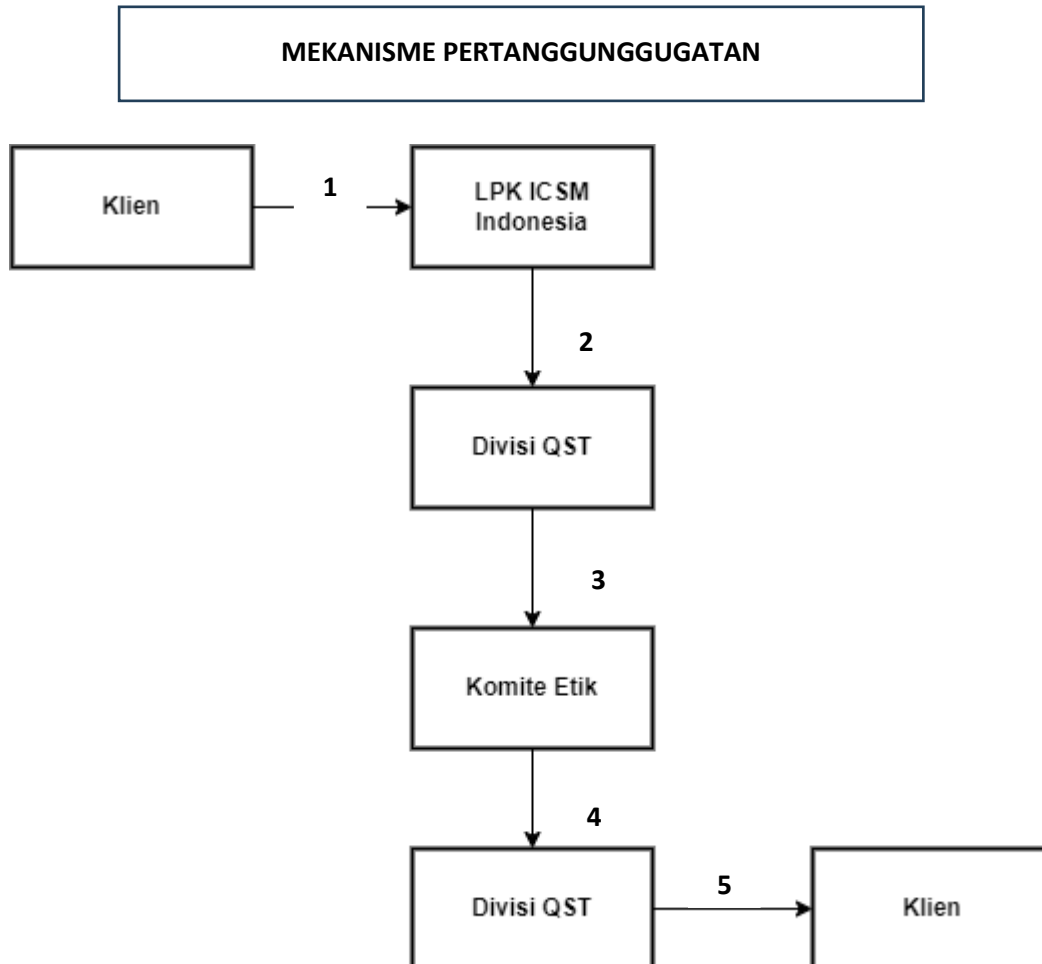 MEKANISME PERTANGGUNGGUGATAN
Klien
1
LPK ICSM
Indonesia
2
Divisi QST
3
Komite Etik
4
Divisi QST
5
Klien